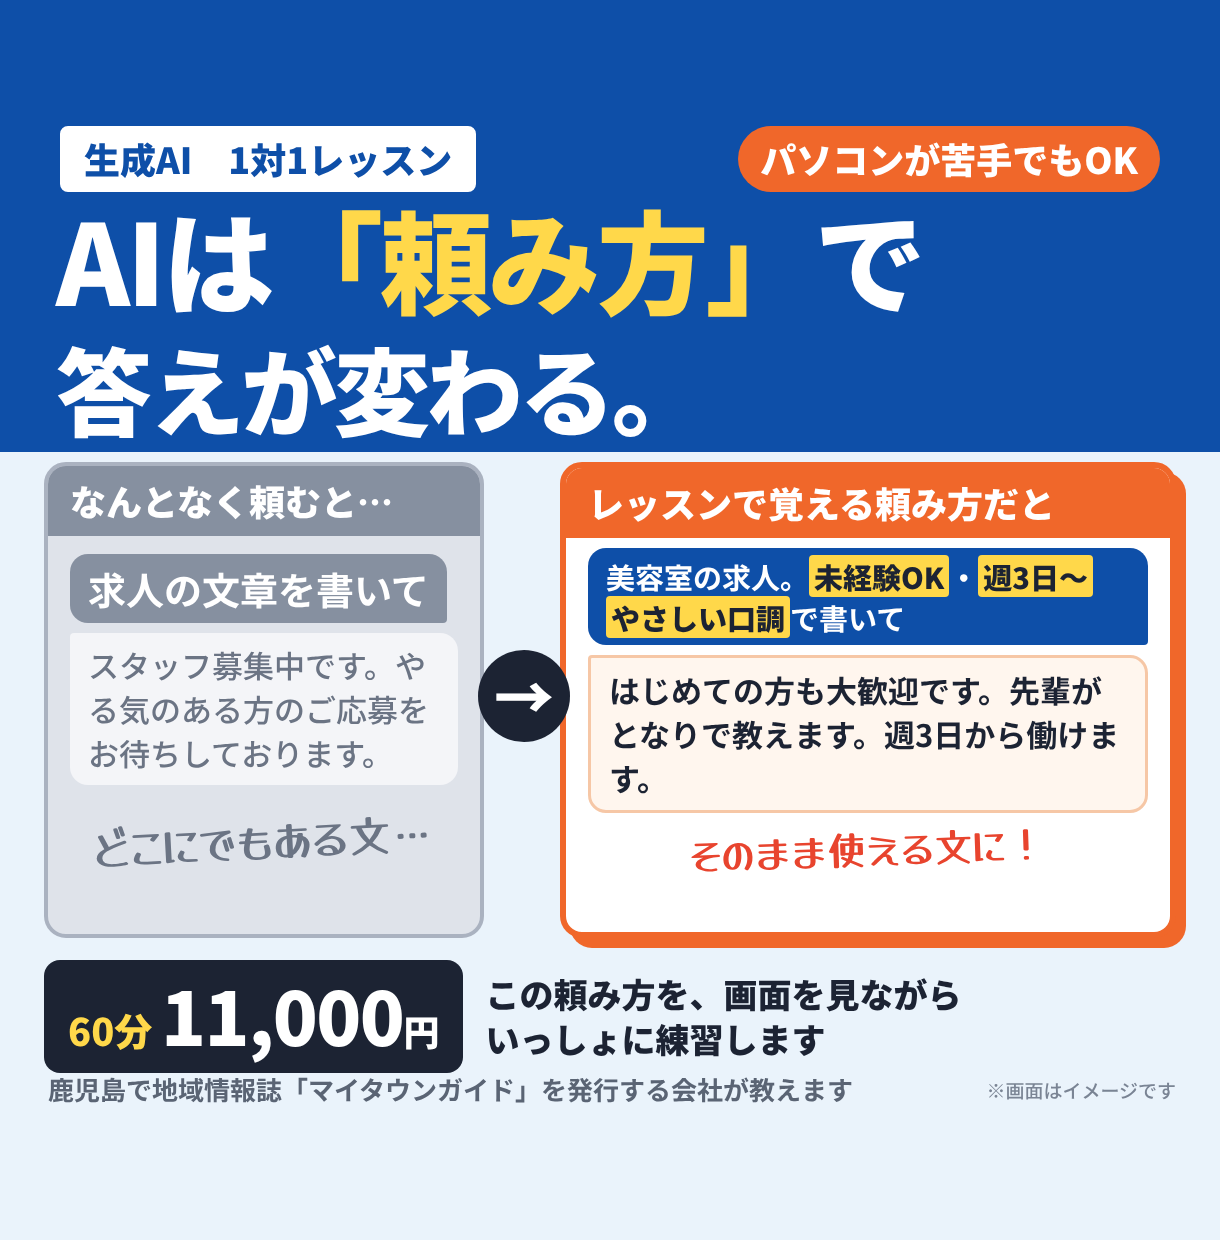 生成AI　1対1レッスン
パソコンが苦手でもOK
AIは「頼み方」で
答えが変わる。
なんとなく頼むと…
求人の文章を書いて
スタッフ募集中です。や
る気のある方のご応募を
お待ちしております。
どこにでもある文…
→
レッスンで覚える頼み方だと
美容室の求人。未経験OK・週3日〜
やさしい口調で書いて
はじめての方も大歓迎です。先輩が
となりで教えます。週3日から働けま
す。
そのまま使える文に！
60分 11,000円
この頼み方を、画面を見ながら
いっしょに練習します
鹿児島で地域情報誌「マイタウンガイド」を発行する会社が教えます
※画面はイメージです